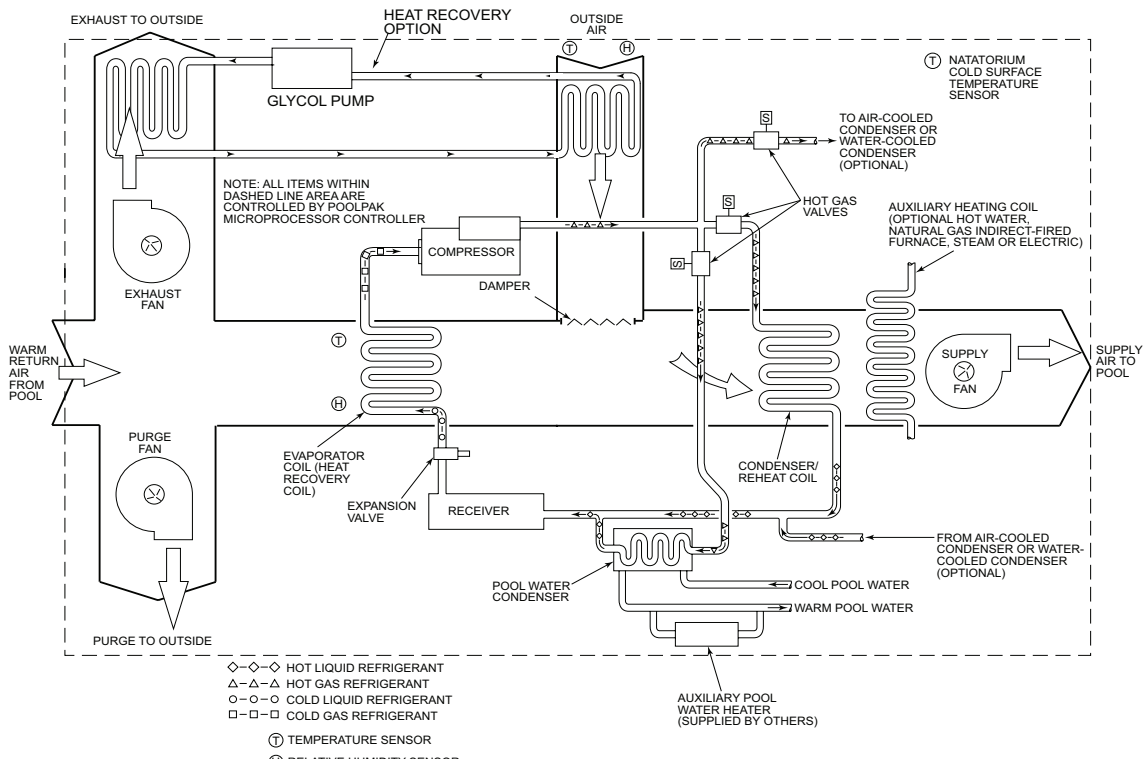 EXHAUST TO OUTSIDE
HEAT RECOVERY
OPTION
OUTSIDE
AIR
T
H
T
NATATORIUM
COLD SURFACE
TEMPERATURE
SENSOR
GLYCOL PUMP
S
TO AIR-COOLED
CONDENSER OR
WATER-COOLED
CONDENSER
(OPTIONAL)
NOTE: ALL ITEMS WITHIN
DASHED LINE AREA ARE
CONTROLLED BY POOLPAK
MICROPROCESSOR CONTROLLER
S
HOT GAS
VALVES
AUXILIARY HEATING COIL
(OPTIONAL HOT WATER,
NATURAL GAS INDIRECT-FIRED
FURNACE, STEAM OR ELECTRIC)
COMPRESSOR
S
DAMPER
EXHAUST
FAN
WARM
RETURN
AIR
FROM
POOL
T
H
SUPPLY
FAN
SUPPLY
AIR TO
POOL
PURGE
FAN
EVAPORATOR
COIL (HEAT
RECOVERY
COIL)
EXPANSION
VALVE
RECEIVER
CONDENSER/
REHEAT COIL
FROM AIR-COOLED
CONDENSER OR WATER-
COOLED CONDENSER
(OPTIONAL)
POOL WATER
CONDENSER
COOL POOL WATER
WARM POOL WATER
PURGE TO OUTSIDE
AUXILIARY POOL
WATER HEATER
(SUPPLIED BY OTHERS)
HOT LIQUID REFRIGERANT
HOT GAS REFRIGERANT
COLD LIQUID REFRIGERANT
COLD GAS REFRIGERANT
T TEMPERATURE SENSOR
H RELATIVE HUMIDITY SENSOR